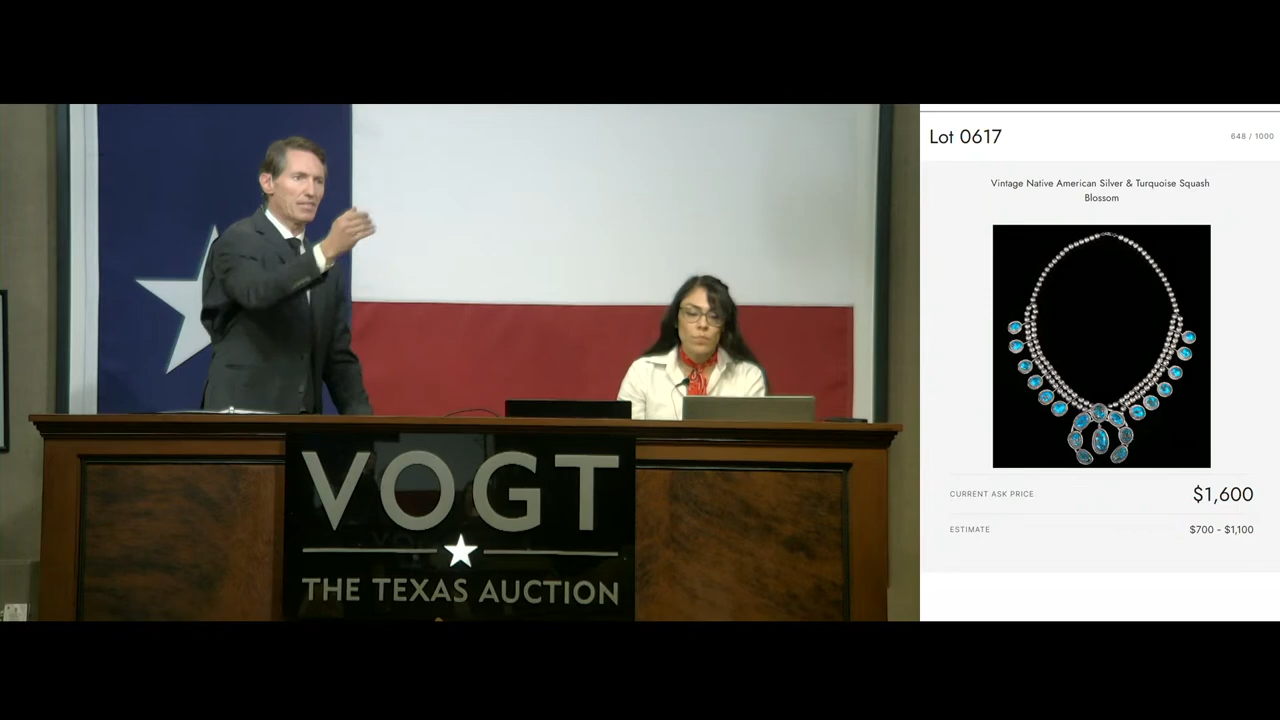 VOGT
THE TEXAS AUCTION
Lot 0617
648 / 1000
Vintage Native American Silver & Turquoise Squash
Blossom
CURRENT ASK PRICE
$1,600
ESTIMATE
$700 - $1,100